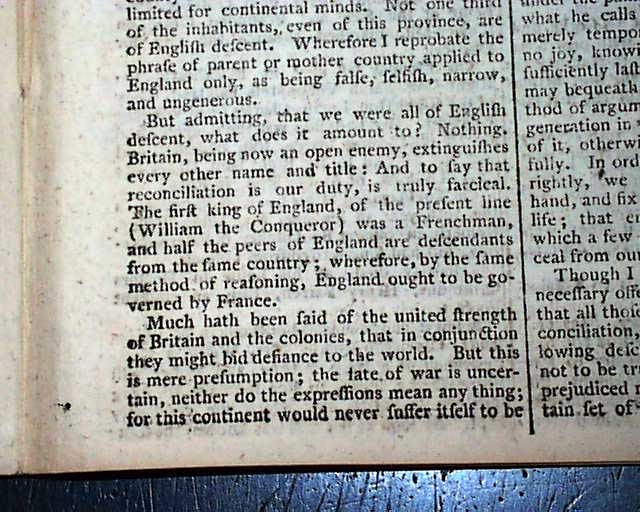 limited for continental minds. Not one third
of the inhabitants, even of this province, are
of Engliſh deſcent. Wherefore I reprobate the
phraſe of parent or mother country applied to
England only, as being falſe, ſelfiſh, narrow,
and ungenerous.
But admitting, that we were all of Engliſh
deſcent, what does it amount to? Nothing.
Britain, being now an open enemy, extinguiſhes
every other name and title: And to ſay that
reconciliation is our duty, is truly farcical.
The firſt king of England, of the preſent line
(William the Conqueror) was a Frenchman,
and half the peers of England are deſcendants
from the ſame country; wherefore, by the ſame
method of reaſoning, England ought to be go-
verned by France.
Much hath been ſaid of the united ſtrength
of Britain and the colonies, that in conjunction
they might bid defiance to the world. But this
is mere preſumption; the fate of war is uncer-
tain, neither do the expreſſions mean any thing;
for this continent would never ſuffer itſelf to be
what he calls
merely tempo
no joy, knowi
ſufficiently laſt
may bequeath
thod of argum
generation in
of it, otherwi
fully. In ord
rightly, we
hand, and fix
life; that e
which a few
ceal from our
Though I
neceſſary offe
that all thoſe
conciliation,
lowing deſc
not to be tru
prejudiced
tain ſet of